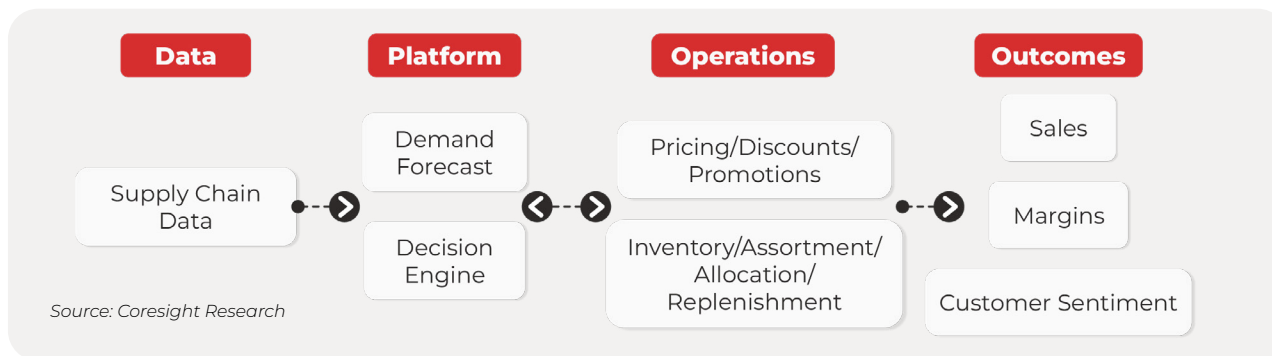 Data
Supply Chain
Data
Platform
Demand
Forecast
Decision
Engine
Operations
Pricing/Discounts/
Promotions
Inventory/Assortment/
Allocation/
Replenishment
Outcomes
Sales
Margins
Customer Sentiment
Source: Coresight Research